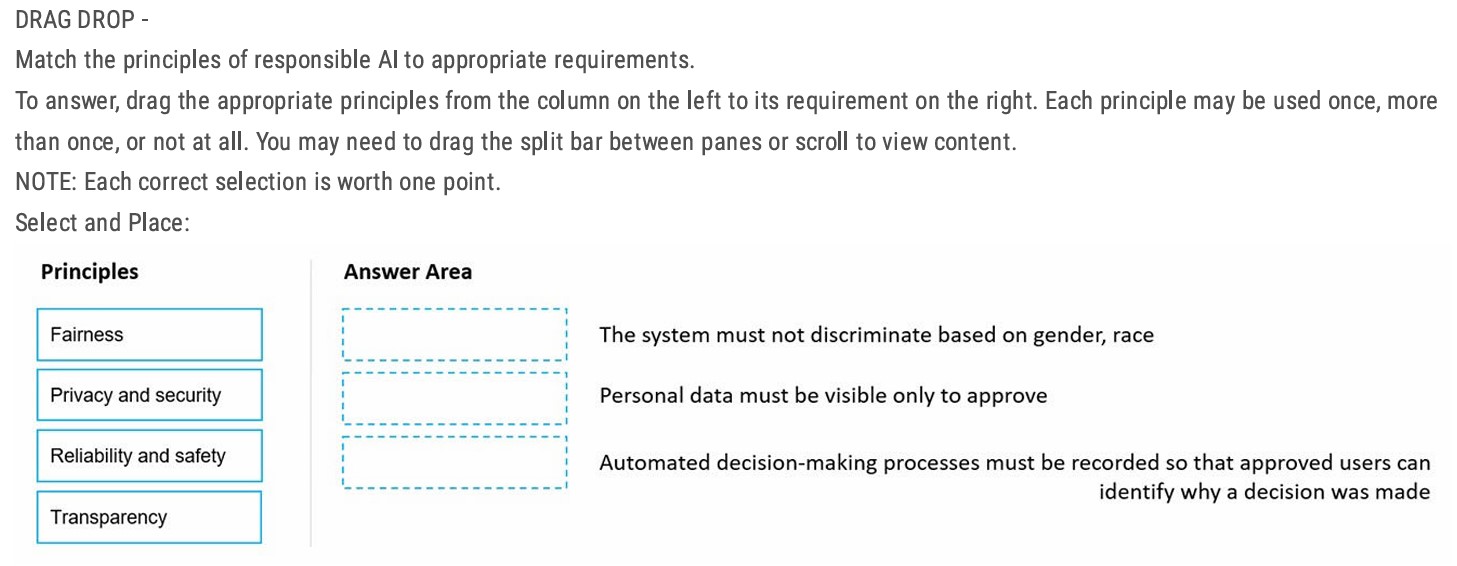 DRAG DROP -
Match the principles of responsible AI to appropriate requirements.
To answer, drag the appropriate principles from the column on the left to its requirement on the right. Each principle may be used once, more
than once, or not at all. You may need to drag the split bar between panes or scroll to view content.
NOTE: Each correct selection is worth one point.
Select and Place:
Principles
Answer Area
Fairness
The system must not discriminate based on gender, race
Privacy and security
Personal data must be visible only to approve
Reliability and safety
Automated decision-making processes must be recorded so that approved users can
identify why a decision was made
Transparency